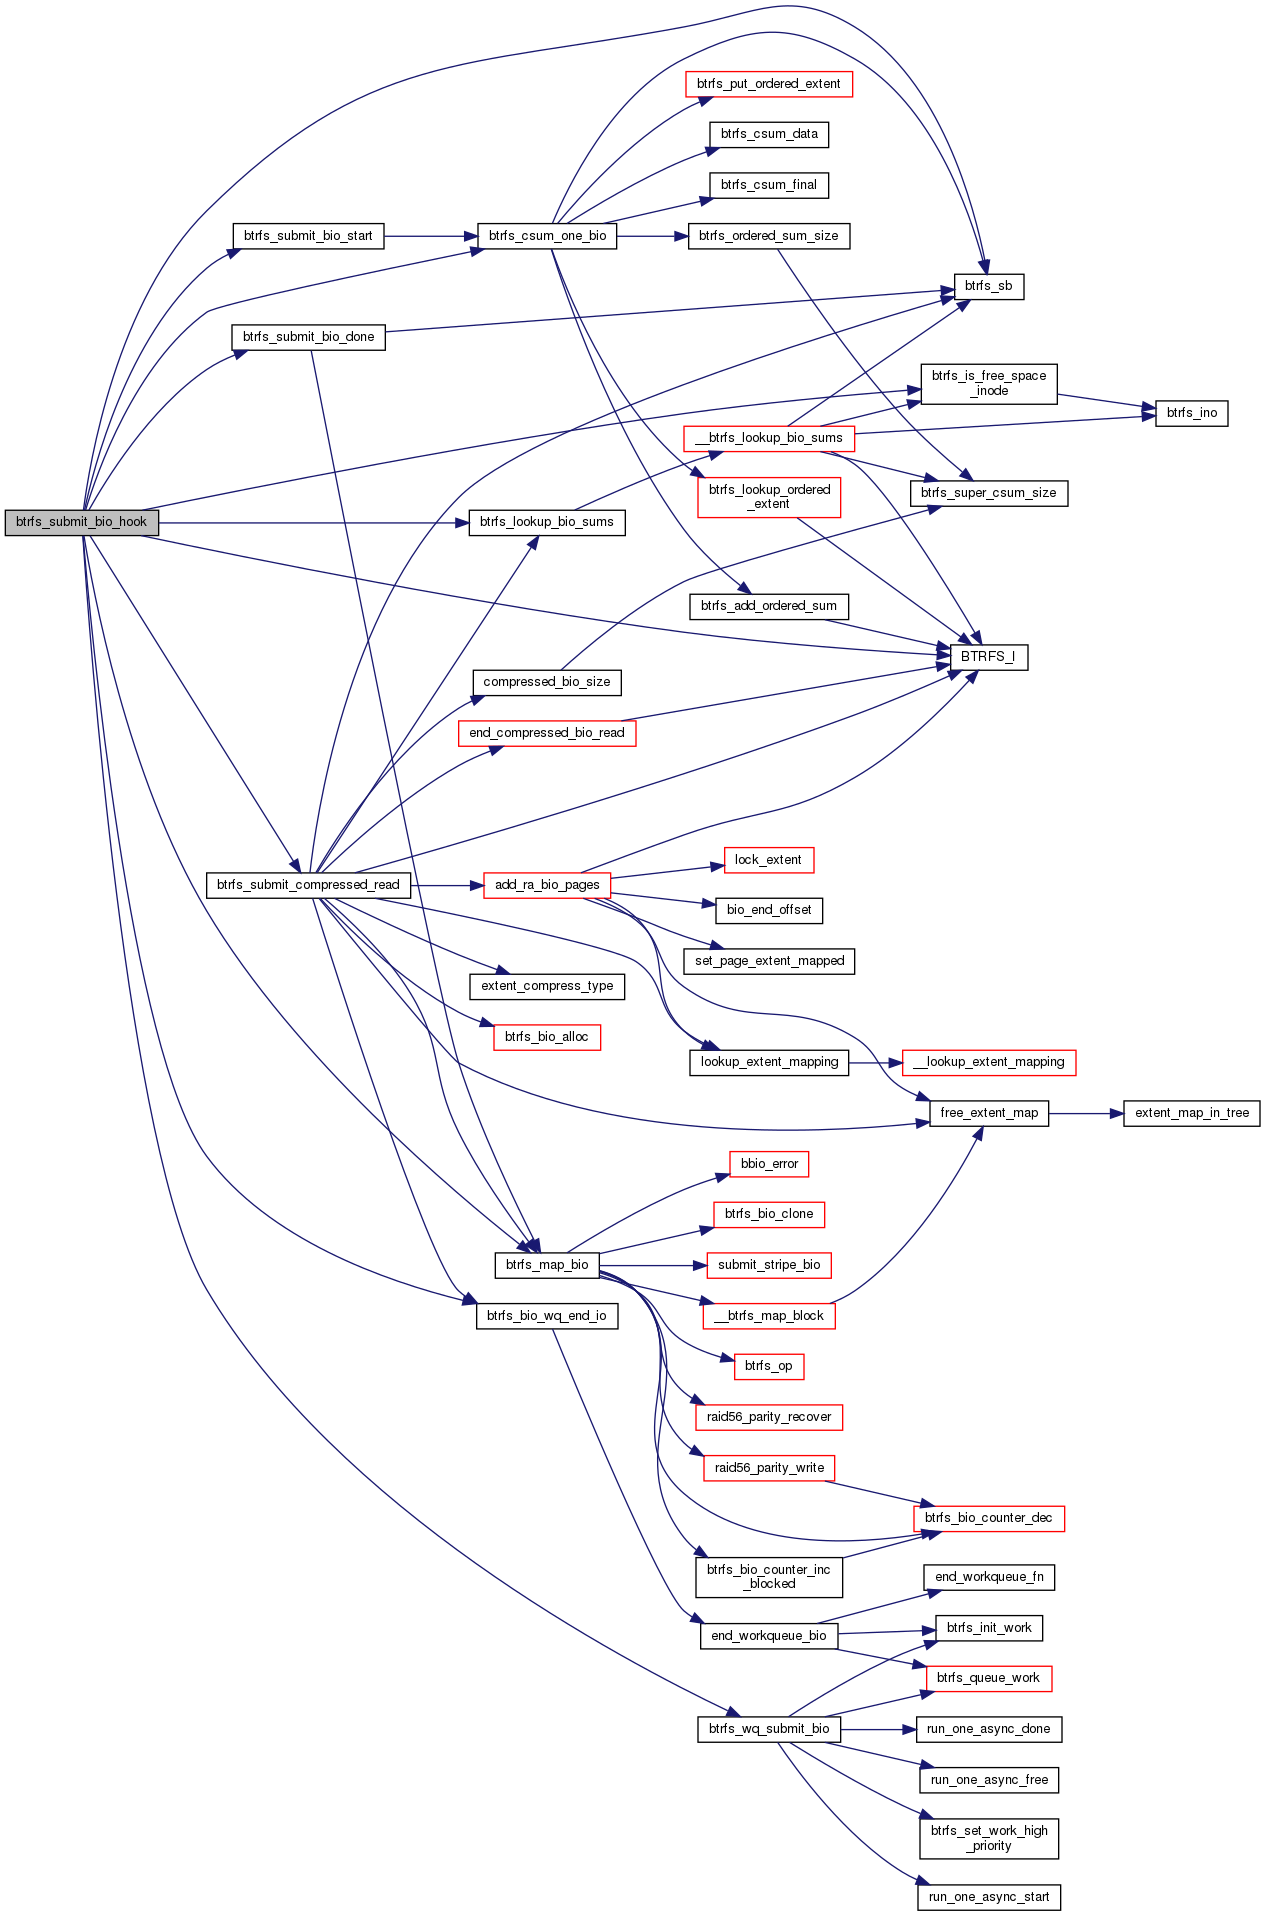 btrfs_put_ordered_extent
btrfs_csum_data
btrfs_csum_final
btrfs_submit_bio_start
btrfs_csum_one_bio
btrfs_ordered_sum_size
btrfs_sb
btrfs_submit_bio_done
btrfs_is_free_space
_inode
btrfs_ino
__btrfs_lookup_bio_sums
btrfs_lookup_ordered
_extent
btrfs_super_csum_size
btrfs_submit_bio_hook
btrfs_lookup_bio_sums
btrfs_add_ordered_sum
BTRFS_I
compressed_bio_size
end_compressed_bio_read
lock_extent
btrfs_submit_compressed_read
add_ra_bio_pages
bio_end_offset
set_page_extent_mapped
extent_compress_type
btrfs_bio_alloc
lookup_extent_mapping
__lookup_extent_mapping
free_extent_map
extent_map_in_tree
bbio_error
btrfs_bio_clone
btrfs_map_bio
submit_stripe_bio
btrfs_bio_wq_end_io
__btrfs_map_block
btrfs_op
raid56_parity_recover
raid56_parity_write
btrfs_bio_counter_dec
btrfs_bio_counter_inc
_blocked
end_workqueue_fn
end_workqueue_bio
btrfs_init_work
btrfs_queue_work
btrfs_wq_submit_bio
run_one_async_done
run_one_async_free
btrfs_set_work_high
_priority
run_one_async_start